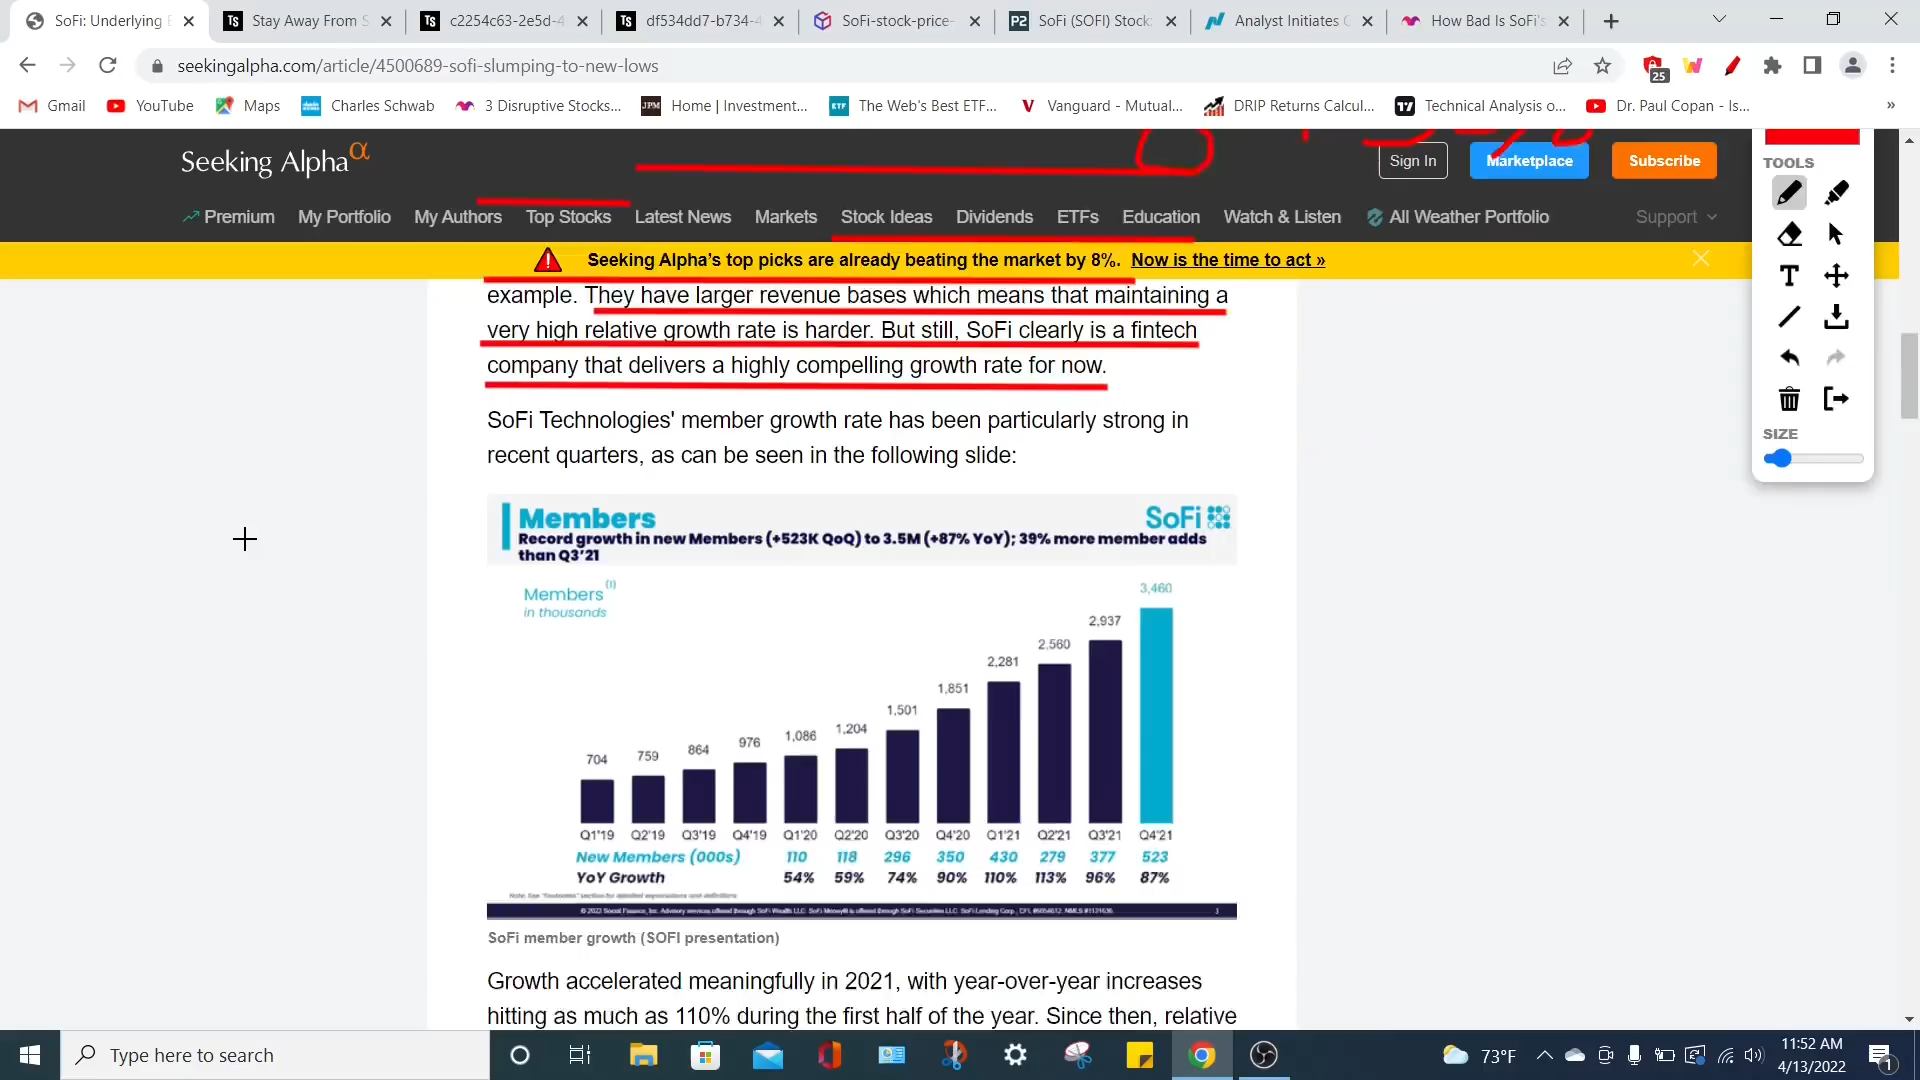 SoFi: Underlying
Stay Away From S
c2254c63-2e5d-4
df534dd7-b734-4
SoFi-stock-price-
SoFi (SOFI) Stock:
Analyst Initiates
How Bad Is SoFi's
seekingalpha.com/article/4500689-sofi-slumping-to-new-lows
25
Gmail
YouTube
Maps
Charles Schwab
3 Disruptive Stocks...
JPM
Home | Investment...
ETF
The Web's Best ETF...
Vanguard - Mutual...
DRIP Returns Calcul...
Technical Analysis o...
Dr. Paul Copan - Is...
Seeking Alpha α
Sign In
Marketplace
Subscribe
TOOLS
Premium
My Portfolio
My Authors
Top Stocks
Latest News
Markets
Stock Ideas
Dividends
ETFs
Education
Watch & Listen
All Weather Portfolio
Support
Seeking Alpha's top picks are already beating the market by 8%. Now is the time to act »
example. They have larger revenue bases which means that maintaining a
very high relative growth rate is harder. But still, SoFi clearly is a fintech
company that delivers a highly compelling growth rate for now.
SIZE
SoFi Technologies' member growth rate has been particularly strong in
recent quarters, as can be seen in the following slide:
Members
SoFi
Record growth in new Members (+523K QoQ) to 3.5M (+87% YoY); 39% more member adds
than Q3'21
Members (1)
in thousands
704 759 864 976 1,086 1,204 1,501 1,851 2,281 2,560 2,937 3,460
Q1'19 Q2'19 Q3'19 Q4'19 Q1'20 Q2'20 Q3'20 Q4'20 Q1'21 Q2'21 Q3'21 Q4'21
New Members (000s) 110 118 296 350 430 279 377 523
YoY Growth 54% 59% 74% 90% 110% 113% 96% 87%
3
SoFi member growth (SOFI presentation)
Growth accelerated meaningfully in 2021, with year-over-year increases
hitting as much as 110% during the first half of the year. Since then, relative
Type here to search
73°F
11:52 AM
4/13/2022
1